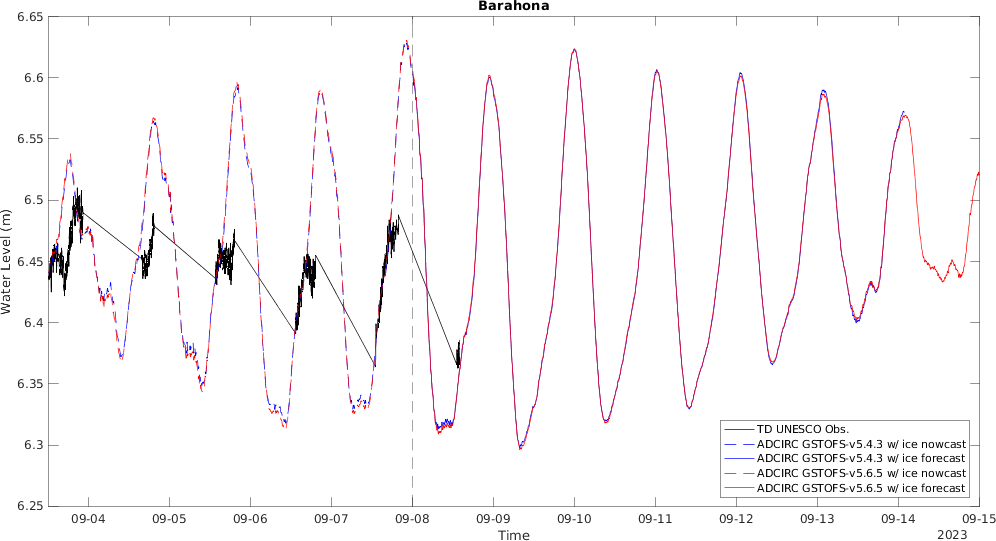 Barahona
6.65
6.6
6.55
6.5
6.45
6.4
6.35
6.3
6.25
Water Level (m)
09-04 09-05 09-06 09-07 09-08 09-09 09-10 09-11 09-12 09-13 09-14 09-15
Time
2023
TD UNESCO Obs.
ADCIRC GSTOFS-v5.4.3 w/ ice nowcast
ADCIRC GSTOFS-v5.4.3 w/ ice forecast
ADCIRC GSTOFS-v5.6.5 w/ ice nowcast
ADCIRC GSTOFS-v5.6.5 w/ ice forecast